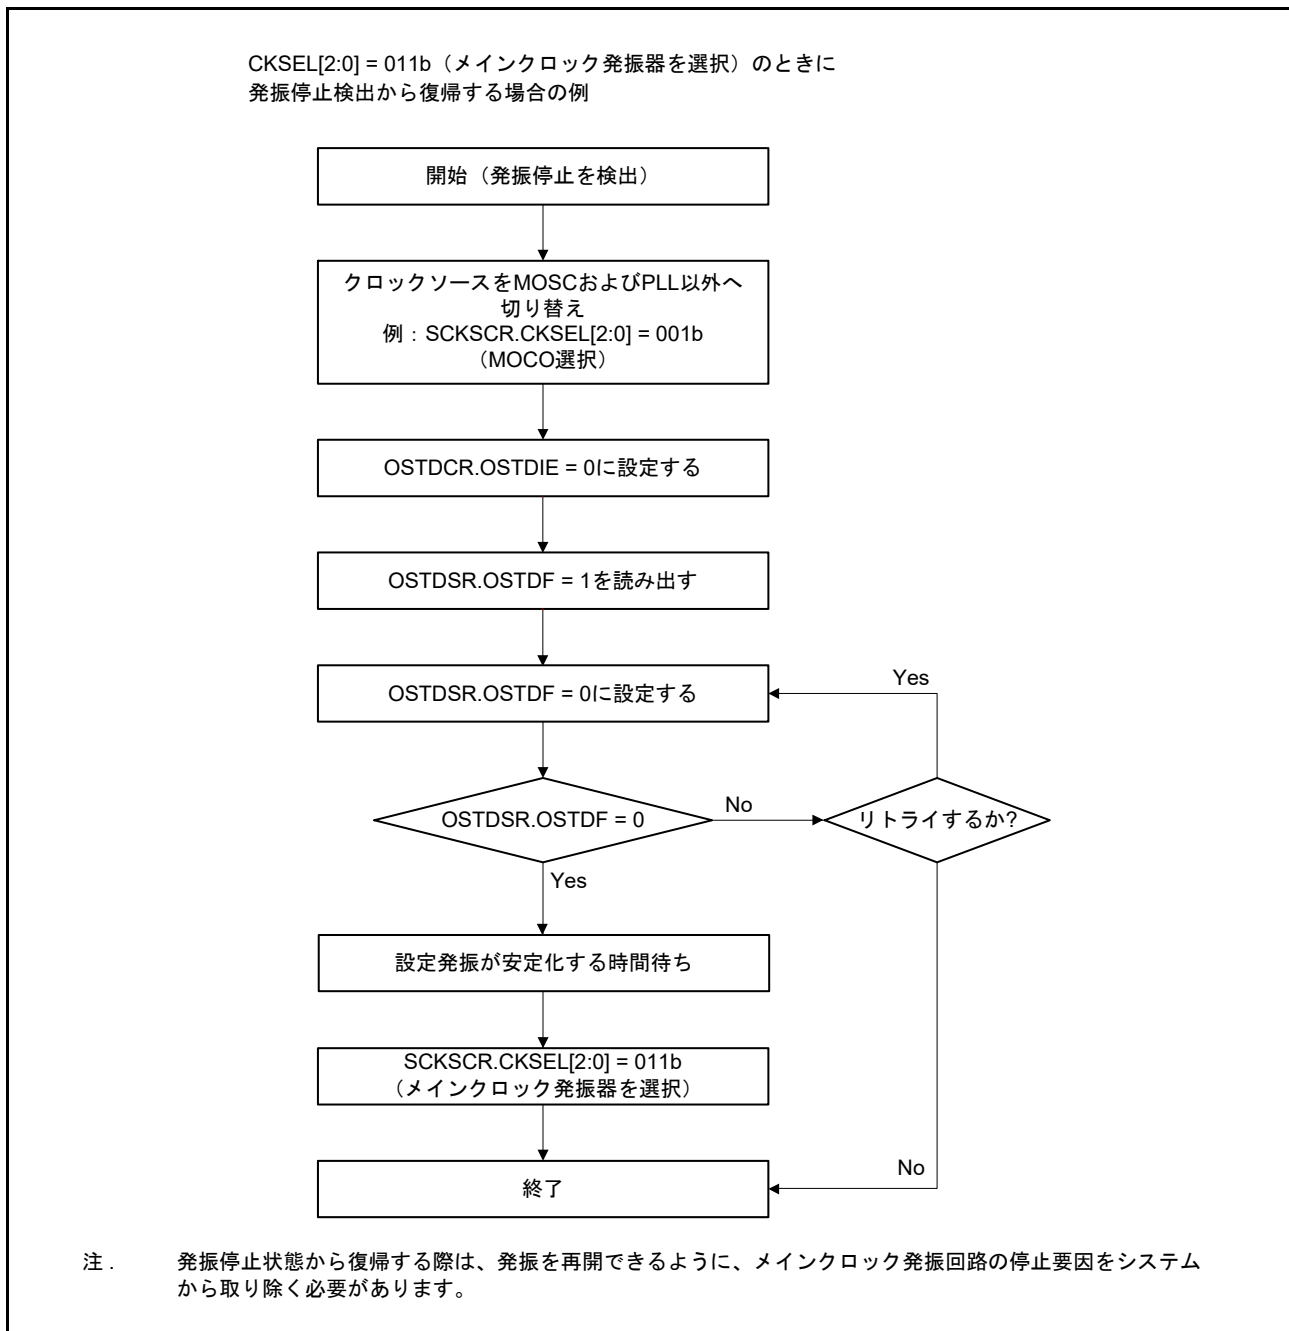 CKSEL[2:0] = 011b（メインクロック発振器を選択）のときに
発振停止検出から復帰する場合の例
開始（発振停止を検出）
クロックソースをMOSCおよびPLL以外へ
切り替え
例：SCKSCR.CKSEL[2:0] = 001b
（MOCO選択）
OSTDCR.OSTDIE = 0に設定する
OSTDSR.OSTDF = 1を読み出す
OSTDSR.OSTDF = 0に設定する
Yes
OSTDSR.OSTDF = 0
No
リトライするか?
Yes
設定発振が安定化する時間待ち
SCKSCR.CKSEL[2:0] = 011b
（メインクロック発振器を選択）
No
終了
注 . 発振停止状態から復帰する際は、発振を再開できるように、メインクロック発振回路の停止要因をシステム
から取り除く必要があります。